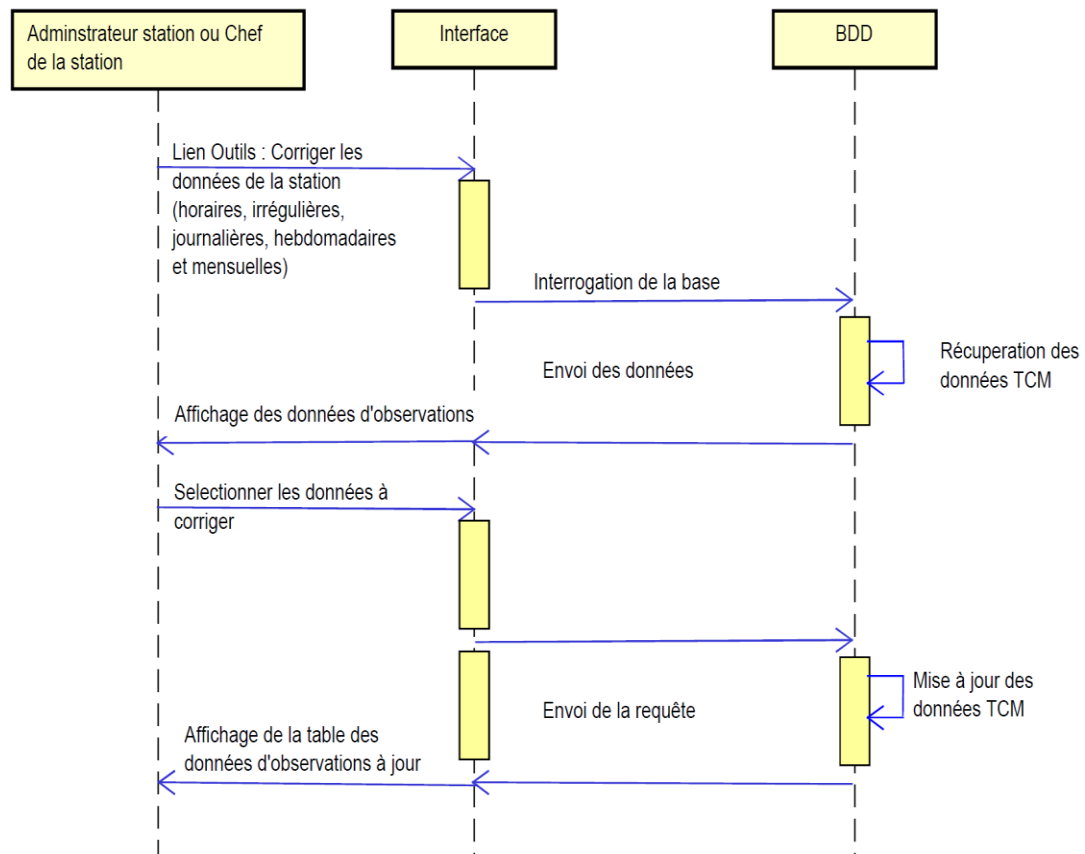 Adminstrateur station ou Chef
de la station
Interface
BDD
Lien Outils : Corriger les
données de la station
(horaires, irrégulières,
journalières, hebdomadaires
et mensuelles)
Interrogation de la base
Récuperation des
données TCM
Envoi des données
Affichage des données d'observations
Selectionner les données à
corriger
Mise à jour des
données TCM
Envoi de la requête
Affichage de la table des
données d'observations à jour